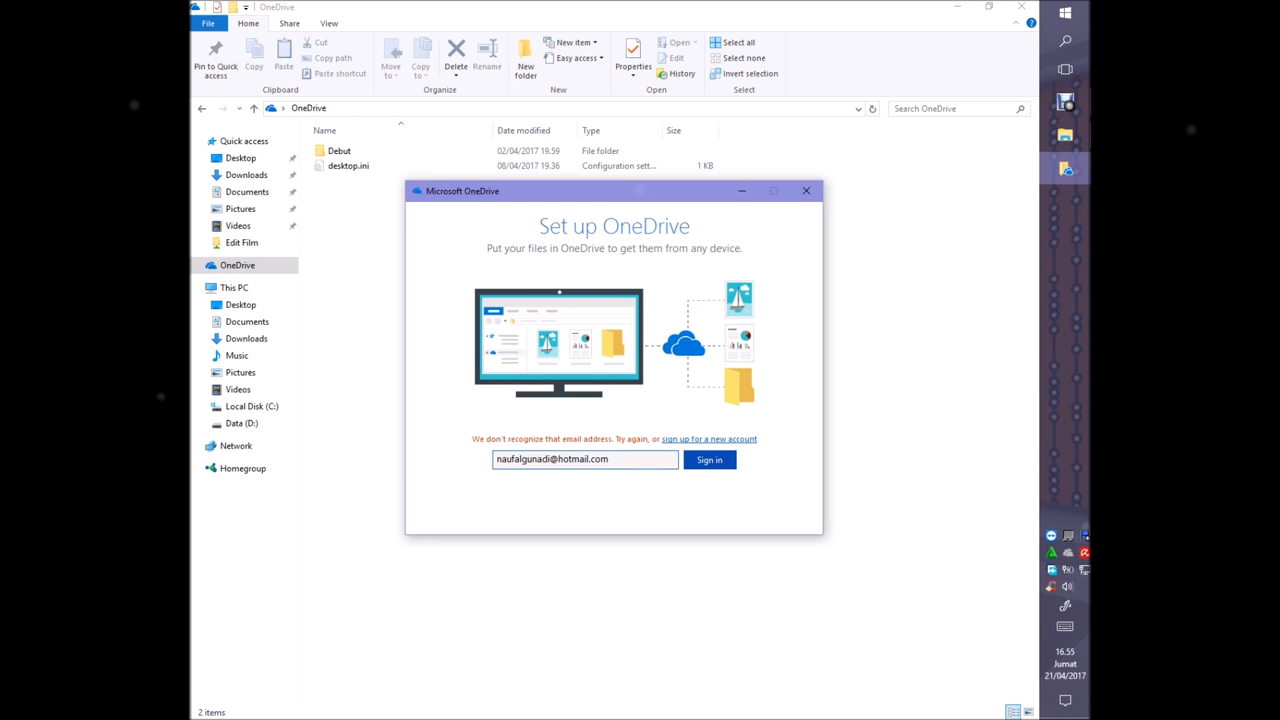 OneDrive
File Home Share View
Pin to Quick access
Copy
Paste
Cut
Copy path
Paste shortcut
Clipboard
Move to
Copy to
Delete
Rename
Organize
New folder
New item
Easy access
New
Properties
Open
Edit
History
Open
Select all
Select none
Invert selection
Select
OneDrive
Search OneDrive
Name Date modified Type Size
Debut 02/04/2017 19.59 File folder
desktop.ini 08/04/2017 19.36 Configuration sett... 1 KB
Quick access
Desktop
Downloads
Documents
Pictures
Videos
Edit Film
OneDrive
This PC
Desktop
Documents
Downloads
Music
Pictures
Videos
Local Disk (C:)
Data (D:)
Network
Homegroup
Microsoft OneDrive
Set up OneDrive
Put your files in OneDrive to get them from any device.
We don't recognize that email address. Try again, or sign up for a new account
naufalgunadi@hotmail.com Sign in
2 items
16.55
Jumat
21/04/2017